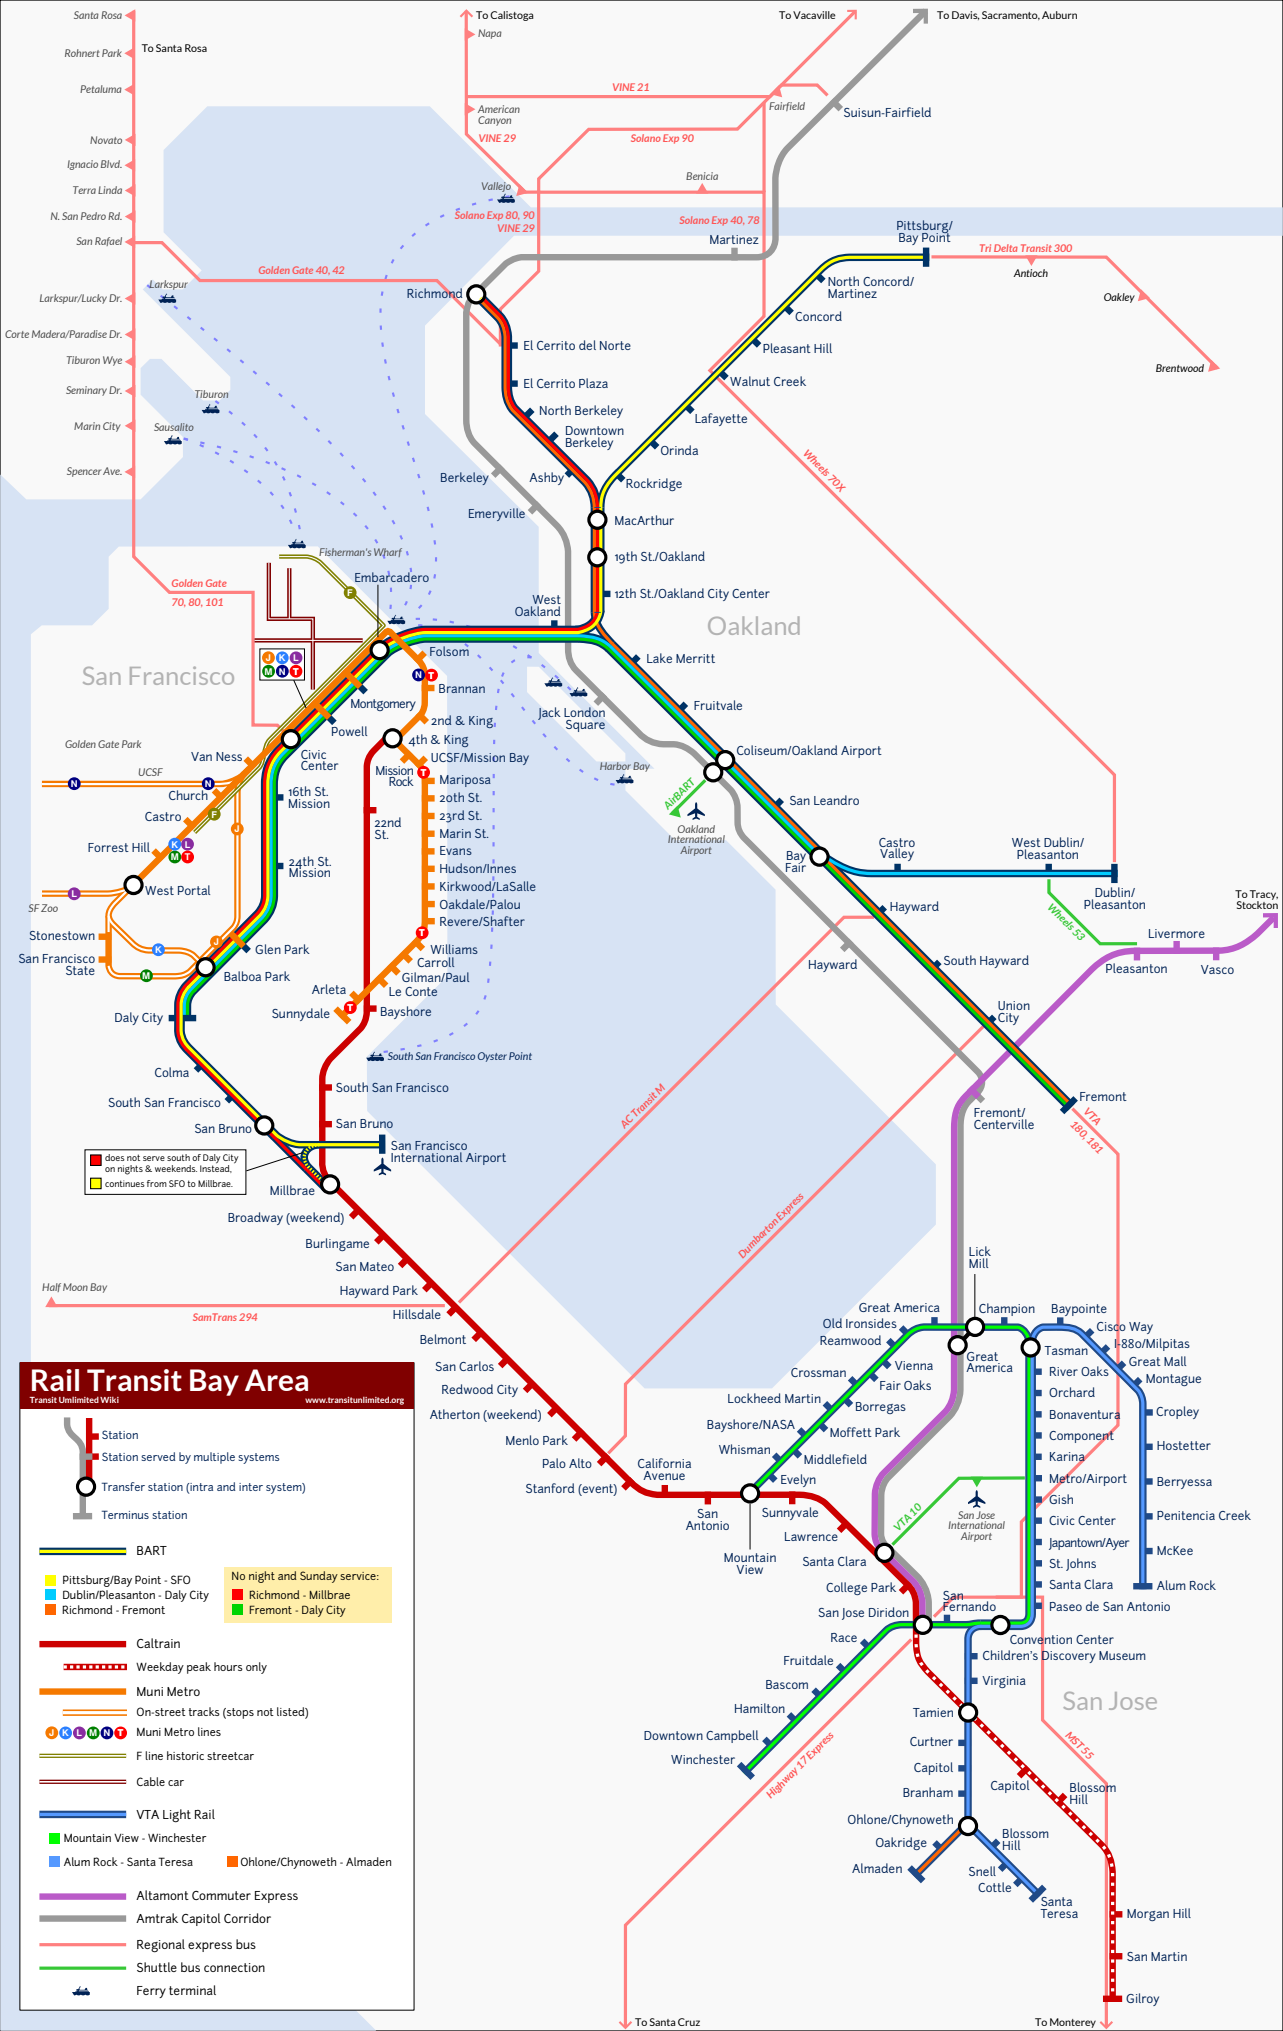 Santa Rosa
To Santa Rosa
Rohnert Park
Petaluma
Novato
Ignacio Blvd.
Terra Linda
N. San Pedro Rd.
San Rafael
Larkspur
Larkspur/Lucky Dr.
Corte Madera/Paradise Dr.
Tiburon Wye
Seminary Dr.
Marin City
Spencer Ave.
Tiburon
Sausalito
Golden Gate 40, 42
Golden Gate
70, 80, 101
To Calistoga
Napa
American
Canyon
VINE 29
VINE 21
To Vacaville
Fairfield
Solano Exp 90
To Davis, Sacramento, Auburn
Suisun-Fairfield
Vallejo
Benicia
Solano Exp 80, 90
VINE 29
Solano Exp 40, 78
Martinez
Pittsburg/
Bay Point
Tri Delta Transit 300
Antioch
Oakley
Brentwood
Richmond
North Concord/
Martinez
Concord
Pleasant Hill
Walnut Creek
Lafayette
Orinda
Rockridge
Wheels 70X
El Cerrito del Norte
El Cerrito Plaza
North Berkeley
Downtown
Berkeley
Ashby
Berkeley
Emeryville
MacArthur
19th St./Oakland
12th St./Oakland City Center
West
Oakland
Oakland
Lake Merritt
Fruitvale
Jack London
Square
Harbor Bay
Coliseum/Oakland Airport
AirBART
Oakland
International
Airport
San Leandro
Bay
Fair
Castro
Valley
West Dublin/
Pleasanton
Dublin/
Pleasanton
Wheels 53
To Tracy,
Stockton
Livermore
Pleasanton
Vasco
Hayward
Hayward
South Hayward
Union
City
Fremont
Fremont/
Centerville
VTA
180,181
AC Transit M
Dumbarton Express
Fisherman's Wharf
Embarcadero
F
San Francisco
J K L
M N T
Folsom
N T
Brannan
Montgomery
Powell
2nd & King
4th & King
Civic
Center
Van Ness
Golden Gate Park
UCSF
N
N
Church
F
Castro
J
Forrest Hill
K L
M T
West Portal
L
SF Zoo
Stonestown
San Francisco
State
K
J
M
Glen Park
Balboa Park
16th St.
Mission
24th St.
Mission
UCSF/Mission Bay
Mission
Rock
T
Mariposa
20th St.
22nd
St.
23rd St.
Marin St.
Evans
Hudson/Innes
Kirkwood/LaSalle
Oakdale/Palou
Revere/Shafter
T
Williams
Carroll
Gilman/Paul
Le Conte
Arleta
T
Sunnydale
Bayshore
Daly City
Colma
South San Francisco
San Bruno
South San Francisco Oyster Point
South San Francisco
San Bruno
San Francisco
International Airport
does not serve south of Daly City
on nights & weekends. Instead,
continues from SFO to Millbrae.
Millbrae
Broadway (weekend)
Burlingame
San Mateo
Hayward Park
Hillsdale
Half Moon Bay
SamTrans 294
Belmont
San Carlos
Redwood City
Atherton (weekend)
Menlo Park
Palo Alto
Stanford (event)
California
Avenue
San
Antonio
Mountain
View
Sunnyvale
Lawrence
Santa Clara
College Park
San Jose Diridon
Lick
Mill
Great America
Champion
Old Ironsides
Reamwood
Vienna
Crossman
Fair Oaks
Lockheed Martin
Borregas
Bayshore/NASA
Moffett Park
Whisman
Middlefield
Evelyn
Great
America
Tasman
Baypointe
Cisco Way
I-880/Milpitas
Great Mall
Montague
Cropley
Hostetter
Berryessa
Penitencia Creek
McKee
Alum Rock
River Oaks
Orchard
Bonaventura
Component
Karina
Metro/Airport
Gish
Civic Center
Japantown/Ayer
St. Johns
Santa Clara
Paseo de San Antonio
VTA 10
San Jose
International
Airport
San
Fernando
Convention Center
Children's Discovery Museum
Virginia
San Jose
Race
Fruitdale
Bascom
Hamilton
Downtown Campbell
Winchester
Highway 17 Express
MST 55
Tamien
Curtner
Capitol
Branham
Ohlone/Chynoweth
Oakridge
Almaden
Blossom
Hill
Snell
Cottle
Santa
Teresa
Capitol
Blossom
Hill
Morgan Hill
San Martin
Gilroy
To Santa Cruz
To Monterey
Rail Transit Bay Area
Transit Unlimited Wiki
www.transitunlimited.org
Station
Station served by multiple systems
Transfer station (intra and inter system)
Terminus station
BART
Pittsburg/Bay Point - SFO
Dublin/Pleasanton - Daly City
Richmond - Fremont
No night and Sunday service:
Richmond - Millbrae
Fremont - Daly City
Caltrain
Weekday peak hours only
Muni Metro
On-street tracks (stops not listed)
J K L M N T Muni Metro lines
F line historic streetcar
Cable car
VTA Light Rail
Mountain View - Winchester
Alum Rock - Santa Teresa
Ohlone/Chynoweth - Almaden
Altamont Commuter Express
Amtrak Capitol Corridor
Regional express bus
Shuttle bus connection
Ferry terminal